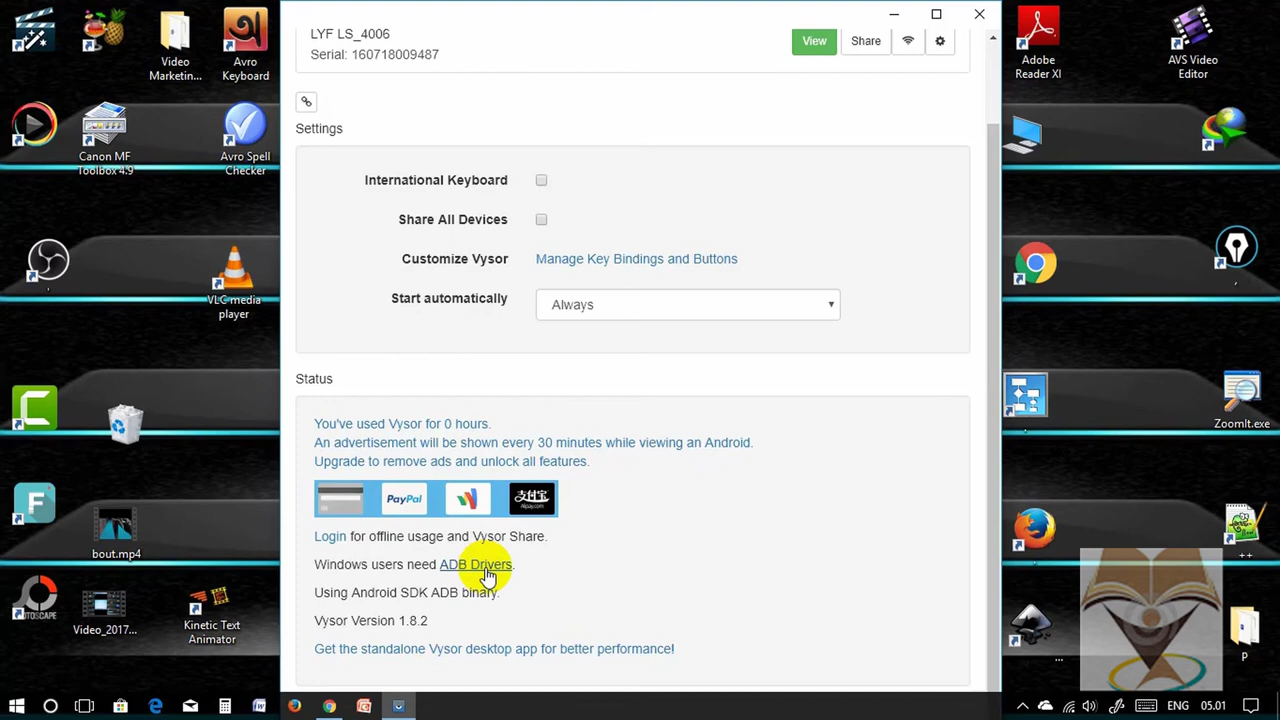 LYF LS_4006
Serial: 160718009487
View
Share
Settings
International Keyboard
Share All Devices
Customize Vysor
Manage Key Bindings and Buttons
Start automatically
Always
Status
You've used Vysor for 0 hours.
An advertisement will be shown every 30 minutes while viewing an Android.
Upgrade to remove ads and unlock all features.
PayPal
支付宝
Alipay.com
Login for offline usage and Vysor Share.
Windows users need ADB Drivers.
Using Android SDK ADB binary.
Vysor Version 1.8.2
Get the standalone Vysor desktop app for better performance!
Video
Marketin...
Avro
Keyboard
অ
Canon MF
Toolbox 4.9
Avro Spell
Checker
VLC media
player
bout.mp4
AUTOSCAPE
Video_2017...
Kinetic Text
Animator
Adobe
Reader XI
AVS Video
Editor
ZoomIt.exe
++
...
p
ENG
05.01